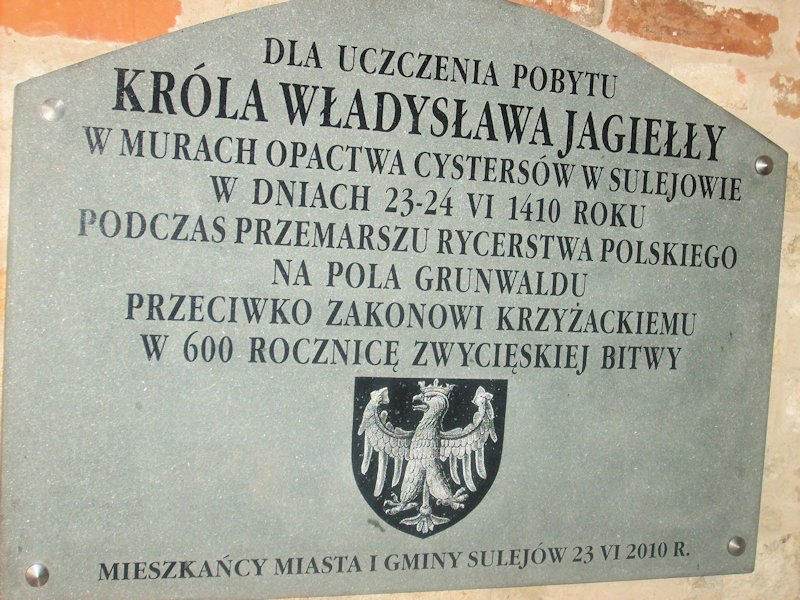 DLA UCZCZENIA POBYTU
KRÓLA WŁADYSŁAWA JAGIEŁŁY
W MURACH OPACTWA CYSTERSÓW W SULEJOWIE
W DNIACH 23-24 VI 1410 ROKU
PODCZAS PRZEMARSZU RYCERSTWA POLSKIEGO
NA POLA GRUNWALDU
PRZECIWKO ZAKONOWI KRZYŻACKIEMU
W 600 ROCZNICĘ ZWYCIĘSKIEJ BITWY
MIESZKAŃCY MIASTA I GMINY SULEJÓW 23 VI 2010 R.